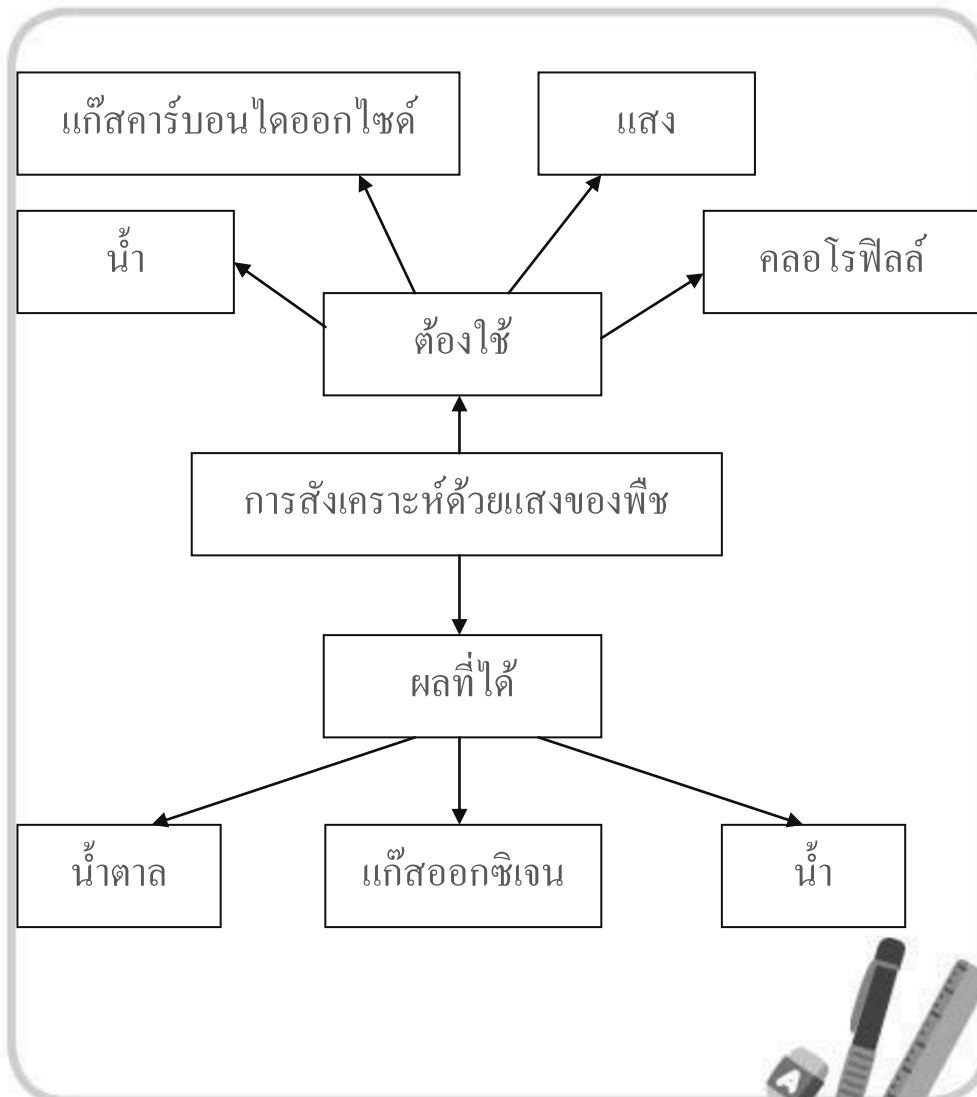 แก๊สคาร์บอนไดออกไซด์
แสง
น้ำ
คลอโรฟิลล์
ต้องใช้
การสังเคราะห์ด้วยแสงของพืช
ผลที่ได้
น้ำตาล
แก๊สออกซิเจน
น้ำ
A